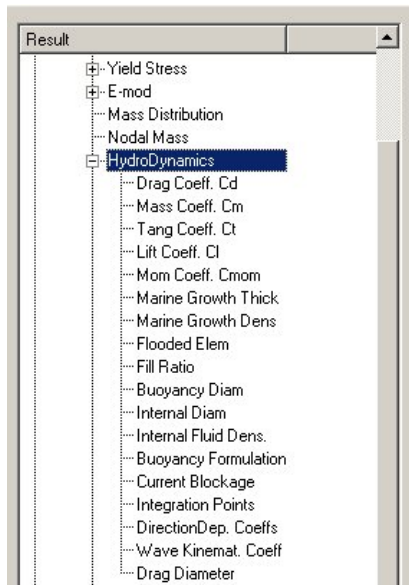 Result
Yield Stress
E-mod
Mass Distribution
Nodal Mass
HydroDynamics
Drag Coeff. Cd
Mass Coeff. Cm
Tang Coeff. Ct
Lift Coeff. Cl
Mom Coeff. Cmom
Marine Growth Thick
Marine Growth Dens
Flooded Elem
Fill Ratio
Buoyancy Diam
Internal Diam
Internal Fluid Dens.
Buoyancy Formulation
Current Blockage
Integration Points
DirectionDep. Coeffs
Wave Kinemat. Coeff
Drag Diameter